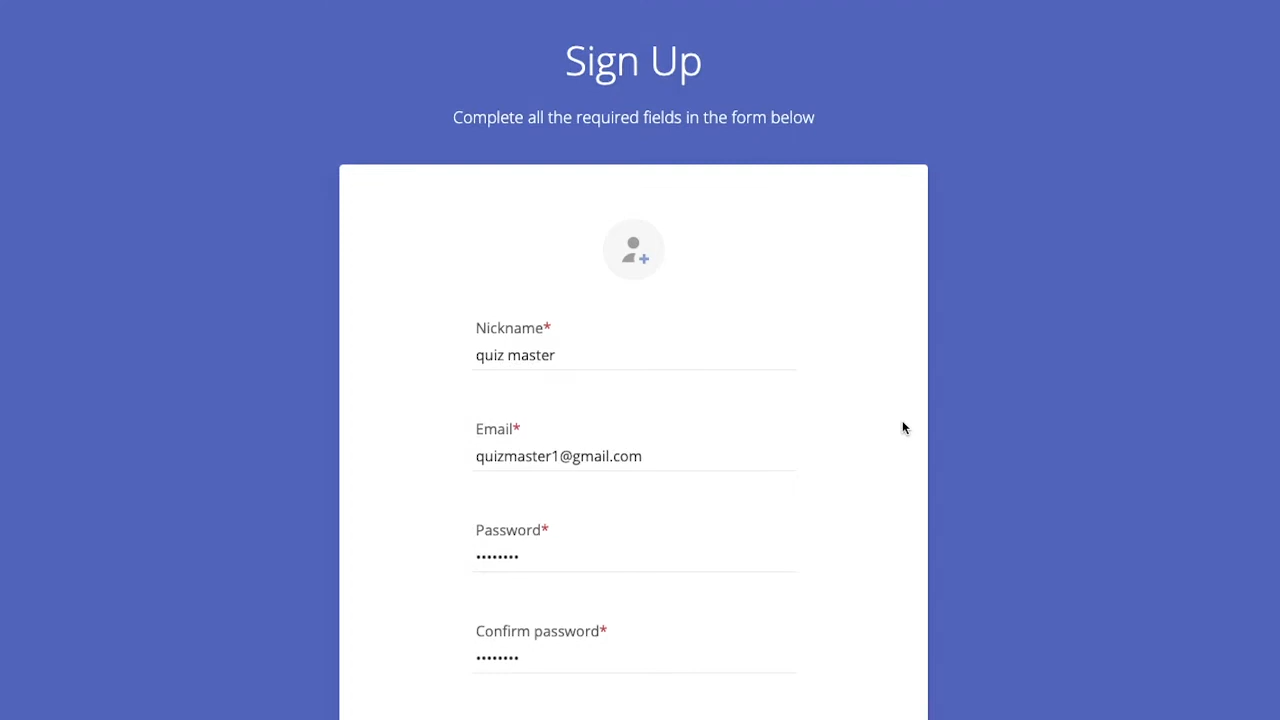 Sign Up
Complete all the required fields in the form below
Nickname*
quiz master
Email*
quizmaster1@gmail.com
Password*
••••••••
Confirm password*
••••••••